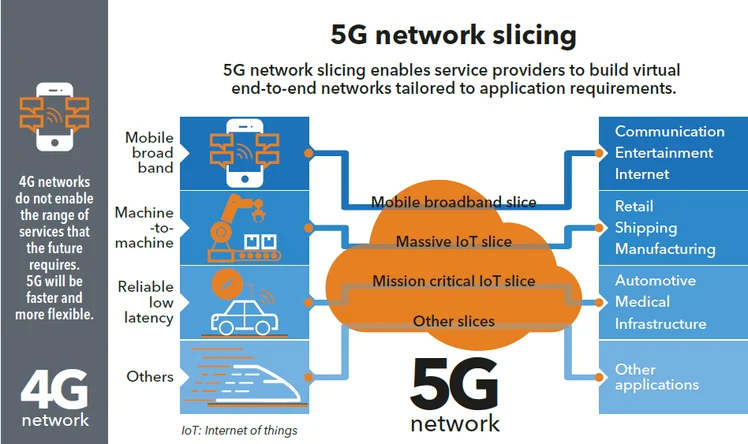 4G networks
do not enable
the range of
services that
the future
requires.
5G will be
faster and
more flexible.
4G
network
5G network slicing
5G network slicing enables service providers to build virtual
end-to-end networks tailored to application requirements.
Mobile
broad
band
Machine
-to-
machine
Reliable
low
latency
Others
Mobile broadband slice
Massive IoT slice
Mission critical IoT slice
Other slices
5G
network
Communication
Entertainment
Internet
Retail
Shipping
Manufacturing
Automotive
Medical
Infrastructure
Other
applications
IoT: Internet of things